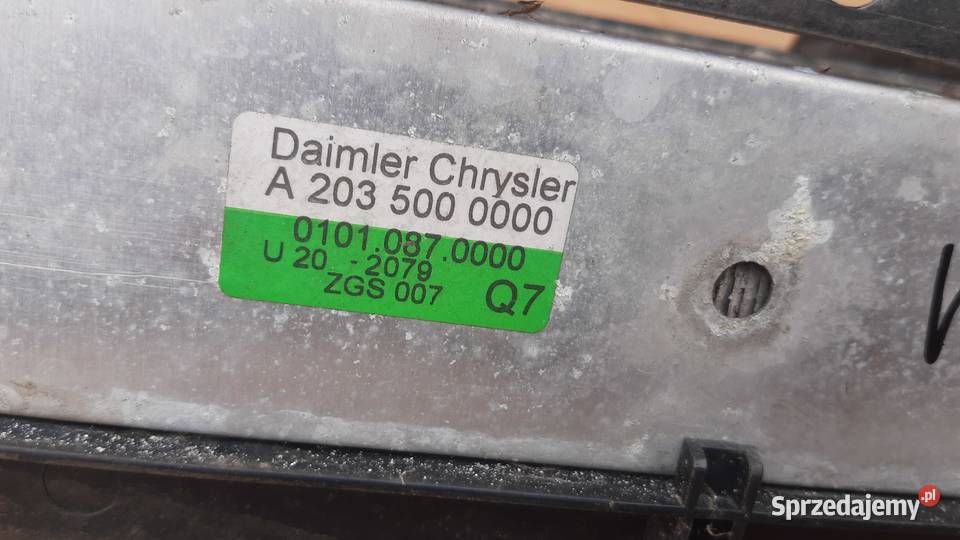 Daimler Chrysler
A 203 500 0000
0101.087.0000
U 20 - 2079
ZGS 007 Q7
Sprzedajemy.pl